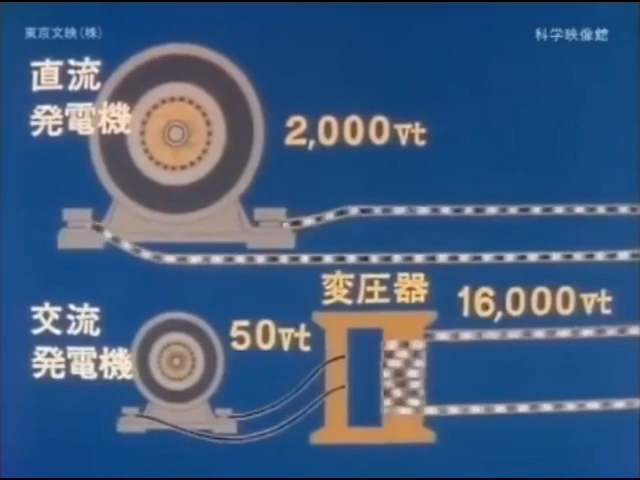 東京文映(株)
科学映像館
直流
発電機
2,000Vt
変圧器
16,000Vt
交流
発電機
50Vt